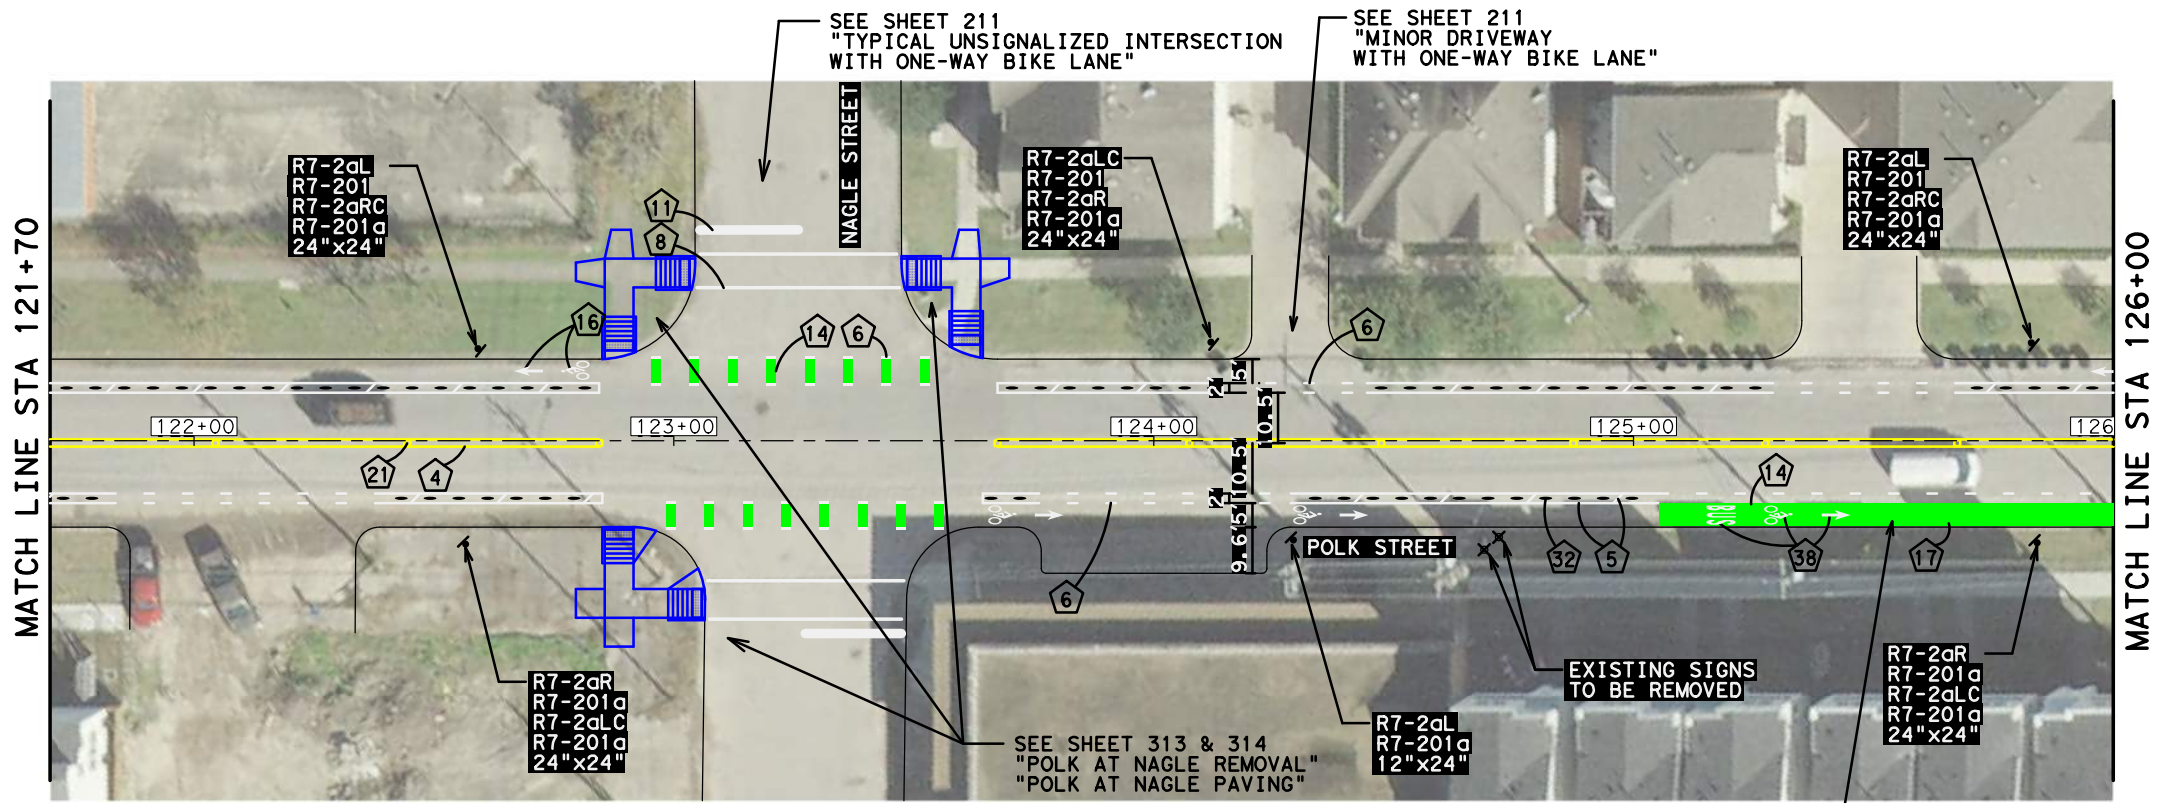 SEE SHEET 211
"TYPICAL UNSIGNALIZED INTERSECTION
WITH ONE-WAY BIKE LANE"
SEE SHEET 211
"MINOR DRIVEWAY
WITH ONE-WAY BIKE LANE"
MATCH LINE STA 121+70
R7-2aL
R7-201
R7-2aRC
R7-201a
24"x24"
11
8
NAGLE STREET
R7-2aLC
R7-201
R7-2aR
R7-201a
24"x24"
R7-2aL
R7-201
R7-2aRC
R7-201a
24"x24"
MATCH LINE STA 126+00
16
14
6
6
5'
2'
10.5'
122+00
123+00
124+00
125+00
126
21
4
10.5'
2'
5'
9.6'
14
BUS
POLK STREET
32
5
38
17
6
R7-2aR
R7-201a
R7-2aLC
R7-201a
24"x24"
EXISTING SIGNS
TO BE REMOVED
R7-2aR
R7-201a
R7-2aLC
R7-201a
24"x24"
R7-2aL
R7-201a
12"x24"
SEE SHEET 313 & 314
"POLK AT NAGLE REMOVAL"
"POLK AT NAGLE PAVING"